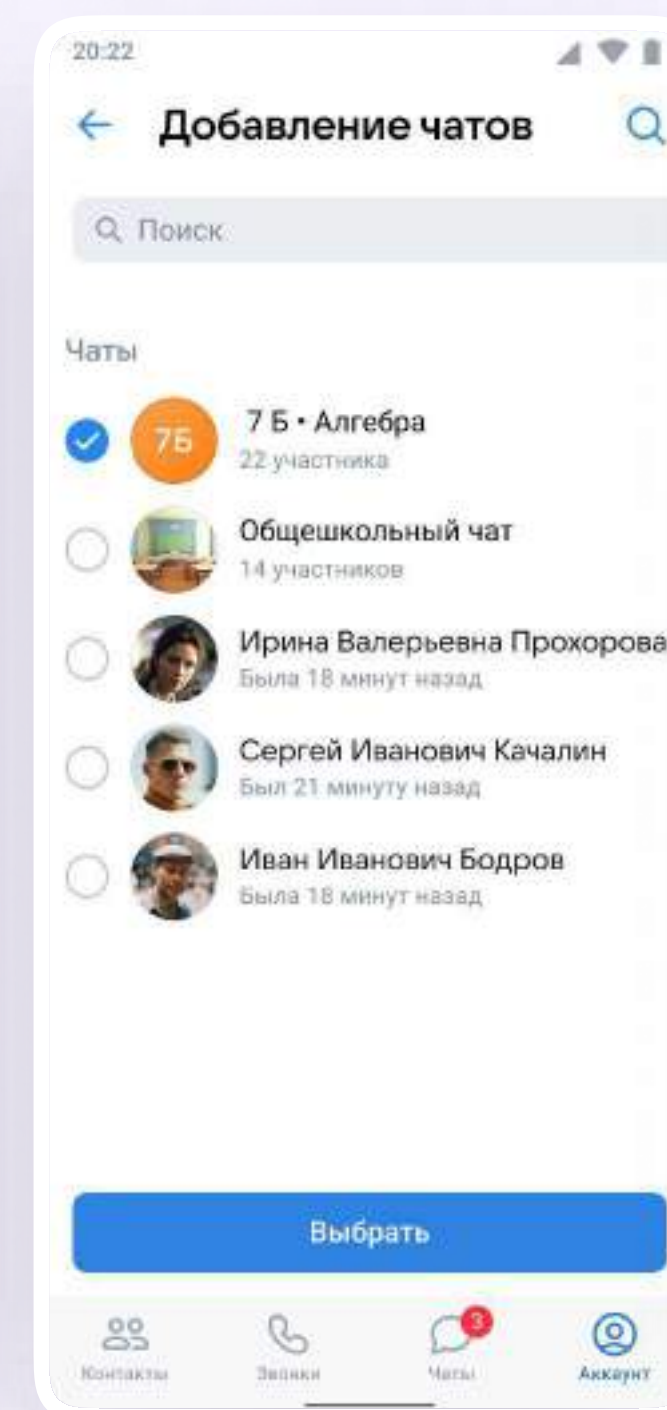 20:22
Добавление чатов
Поиск
Чаты
7Б
7 Б • Алгебра
22 участника
Общешкольный чат
14 участников
Ирина Валерьевна Прохорова
Была 18 минут назад
Сергей Иванович Качалин
Был 21 минуту назад
Иван Иванович Бодров
Была 18 минут назад
Выбрать
3
Контакты
Звонки
Чаты
Аккаунт